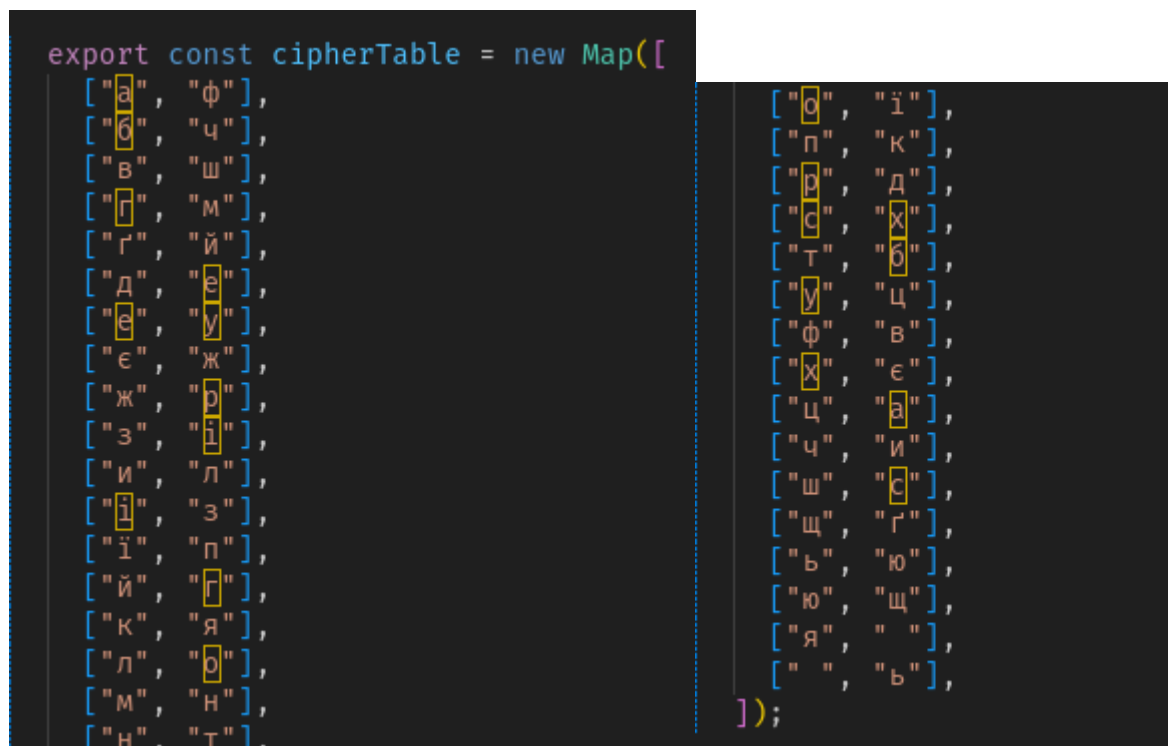 export const cipherTable = new Map([
["а", "ф"],
["б", "ч"],
["в", "ш"],
["г", "м"],
["ґ", "й"],
["д", "е"],
["е", "у"],
["є", "ж"],
["ж", "р"],
["з", "і"],
["и", "л"],
["і", "з"],
["ї", "п"],
["й", "г"],
["к", "я"],
["л", "о"],
["м", "н"],
["н", "т"],
["о", "ї"],
["п", "к"],
["р", "д"],
["с", "х"],
["т", "б"],
["у", "ц"],
["ф", "в"],
["х", "є"],
["ц", "а"],
["ч", "и"],
["ш", "с"],
["щ", "ґ"],
["ь", "ю"],
["ю", "щ"],
["я", " "],
[" ", "ь"],
]);